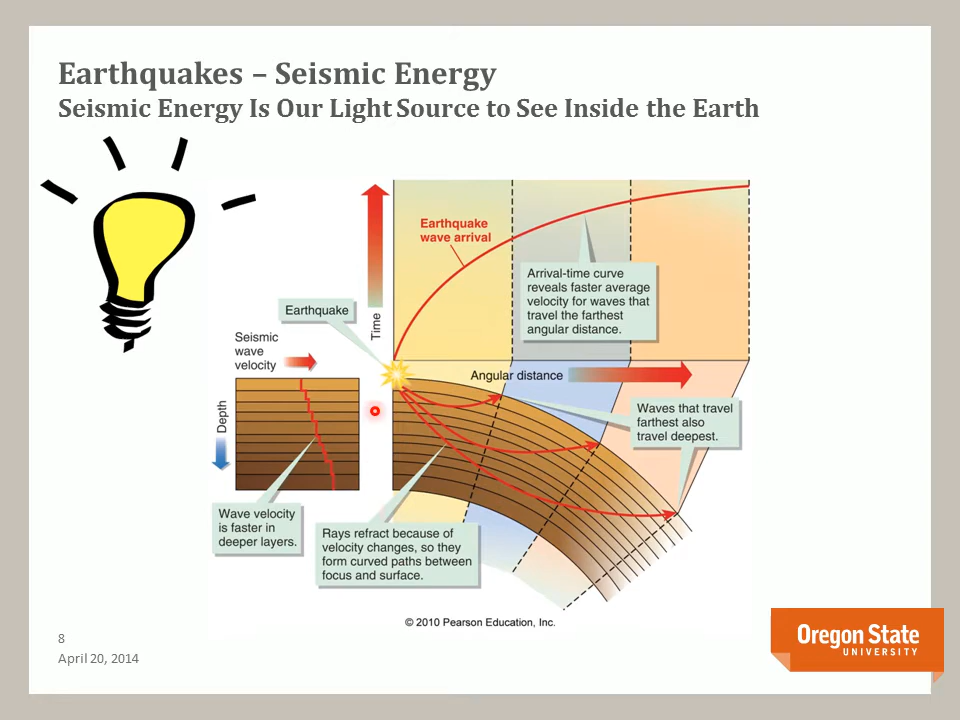 Earthquakes – Seismic Energy
Seismic Energy Is Our Light Source to See Inside the Earth
Earthquake
wave arrival
Arrival-time curve
reveals faster average
velocity for waves that
travel the farthest
angular distance.
Earthquake
Time
Seismic
wave
velocity
Angular distance
Depth
Waves that travel
farthest also
travel deepest.
Wave velocity
is faster in
deeper layers.
Rays refract because of
velocity changes, so they
form curved paths between
focus and surface.
© 2010 Pearson Education, Inc.
8
April 20, 2014
Oregon State
UNIVERSITY